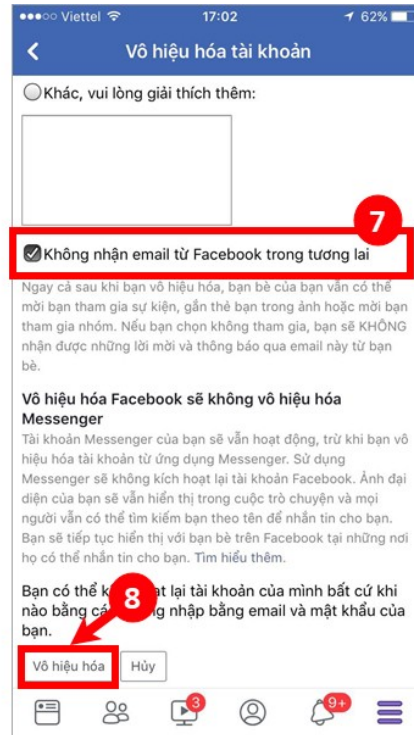 Viettel 17:02 62%
Vô hiệu hóa tài khoản
Khác, vui lòng giải thích thêm:
7
Không nhận email từ Facebook trong tương lai
Ngay cả sau khi bạn vô hiệu hóa, bạn bè của bạn vẫn có thể
mời bạn tham gia sự kiện, gắn thẻ bạn trong ảnh hoặc mời bạn
tham gia nhóm. Nếu bạn chọn không tham gia, bạn sẽ KHÔNG
nhận được những lời mời và thông báo qua email này từ bạn
bè.
Vô hiệu hóa Facebook sẽ không vô hiệu hóa
Messenger
Tài khoản Messenger của bạn sẽ vẫn hoạt động, trừ khi bạn vô
hiệu hóa tài khoản từ ứng dụng Messenger. Sử dụng
Messenger sẽ không kích hoạt lại tài khoản Facebook. Ảnh đại
diện của bạn sẽ vẫn hiển thị trong cuộc trò chuyện và mọi
người vẫn có thể tìm kiếm bạn theo tên để nhắn tin cho bạn.
Bạn sẽ tiếp tục hiển thị với bạn bè trên Facebook tại những nơi
họ có thể nhắn tin cho bạn. Tìm hiểu thêm.
Bạn có thể lại tài khoản của mình bất cứ khi
8
nào bằng nhập bằng email và mật khẩu của
bạn.
Vô hiệu hóa Hủy
3 9+